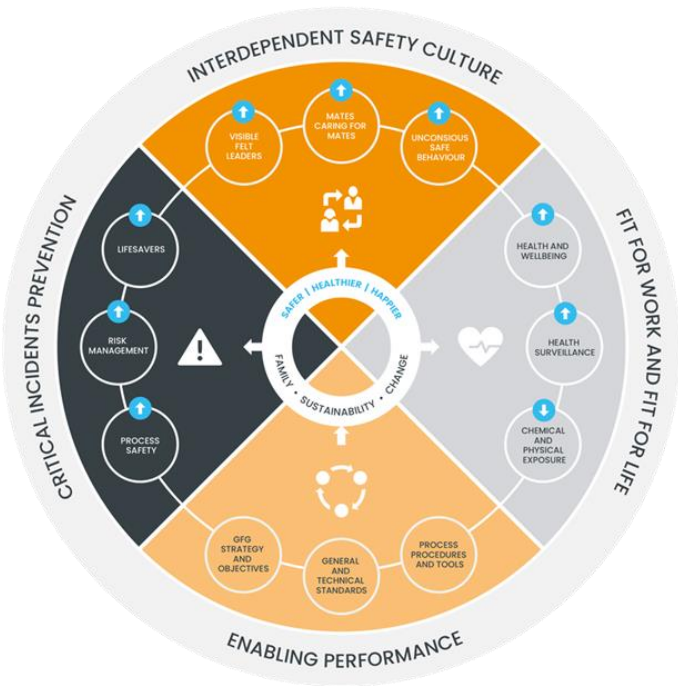 INTERDEPENDENT SAFETY CULTURE
VISIBLE
FELT
LEADERS
MATES
CARING FOR
MATES
UNCONSIOUS
SAFE
BEHAVIOUR
CRITICAL INCIDENTS PREVENTION
LIFESAVERS
RISK
MANAGEMENT
PROCESS
SAFETY
SAFER | HEALTHIER | HAPPIER
FAMILY • SUSTAINABILITY • CHANGE
FIT FOR WORK AND FIT FOR LIFE
HEALTH AND
WELLBEING
HEALTH
SURVEILLANCE
CHEMICAL
AND
PHYSICAL
EXPOSURE
GFG
STRATEGY
AND
OBJECTIVES
GENERAL
AND
TECHNICAL
STANDARDS
PROCESS
PROCEDURES
AND TOOLS
ENABLING PERFORMANCE